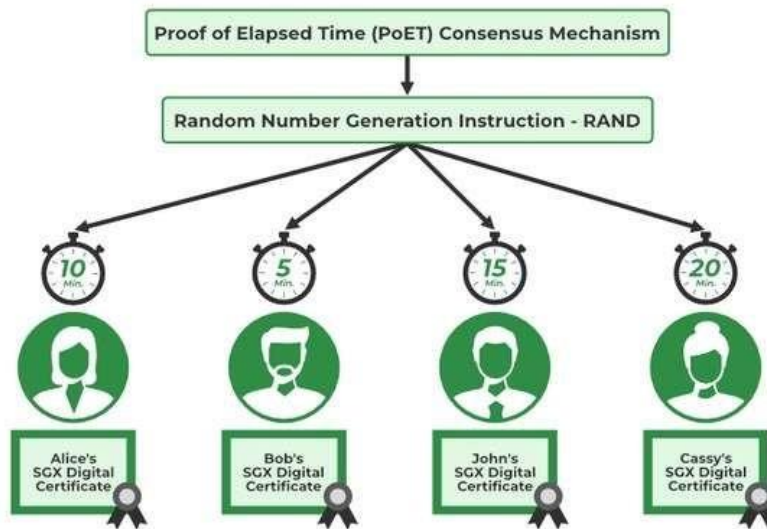 Proof of Elapsed Time (PoET) Consensus Mechanism
Random Number Generation Instruction - RAND
10
Min.
5
Min.
15
Min.
20
Min.
Alice's
SGX Digital
Certificate
Bob's
SGX Digital
Certificate
John's
SGX Digital
Certificate
Cassy's
SGX Digital
Certificate